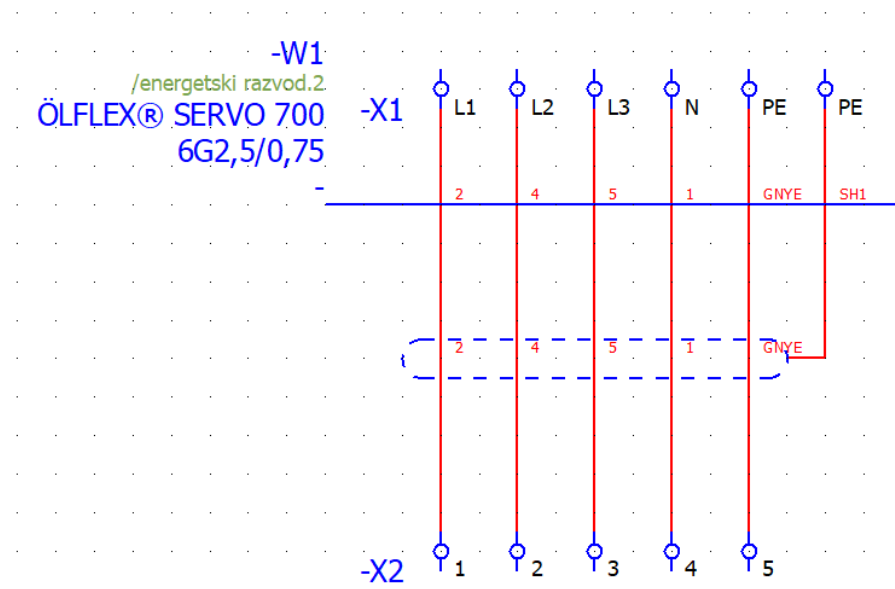 -W1
/energetski razvod.2
ÖLFLEX® SERVO 700
6G2,5/0,75
-
-X1 L1 L2 L3 N PE PE
2 4 5 1 GNYE SH1
2 4 5 1 GNYE
-X2 1 2 3 4 5